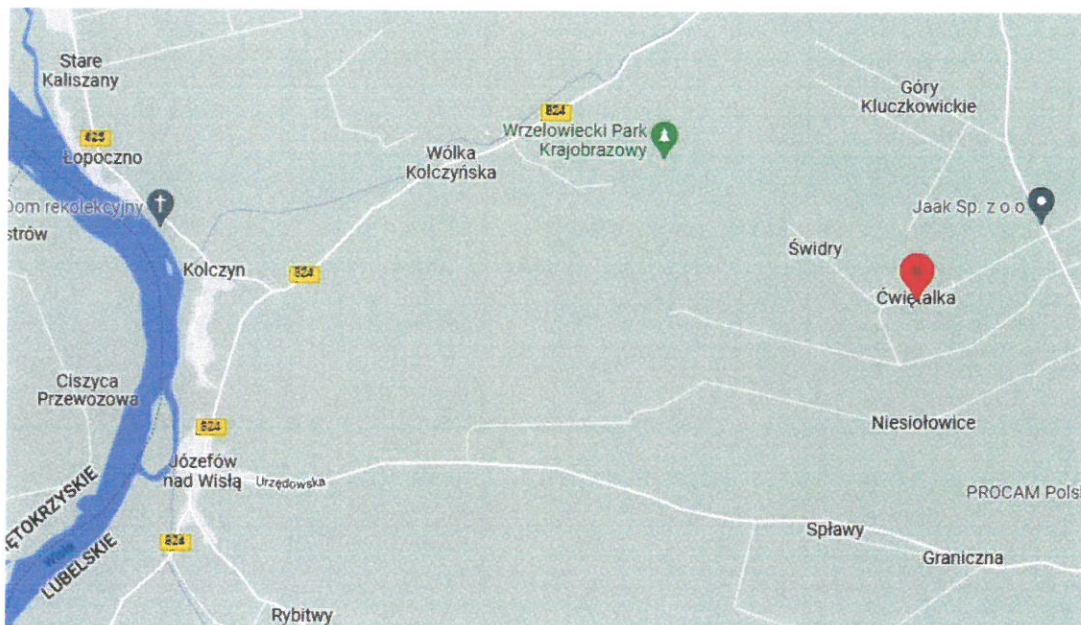 Stare
Kaliszany
Góry
Kluczkowickie
824
Wrzelowiecki Park
Krajobrazowy
825
Łopoczno
Wólka
Kolczyńska
Dom rekolekcyjny
strów
Jaak Sp. z o.o
Świdry
Kolczyn
824
Ćwiętalka
Ciszyca
Przewozowa
Niesiołowice
824
Józefów
nad Wisłą
Urzędowska
ĘTOKRZYSKIE
PROCAM Polsk
Spławy
824
Wisła
LUBELSKIE
Graniczna
Rybitwy